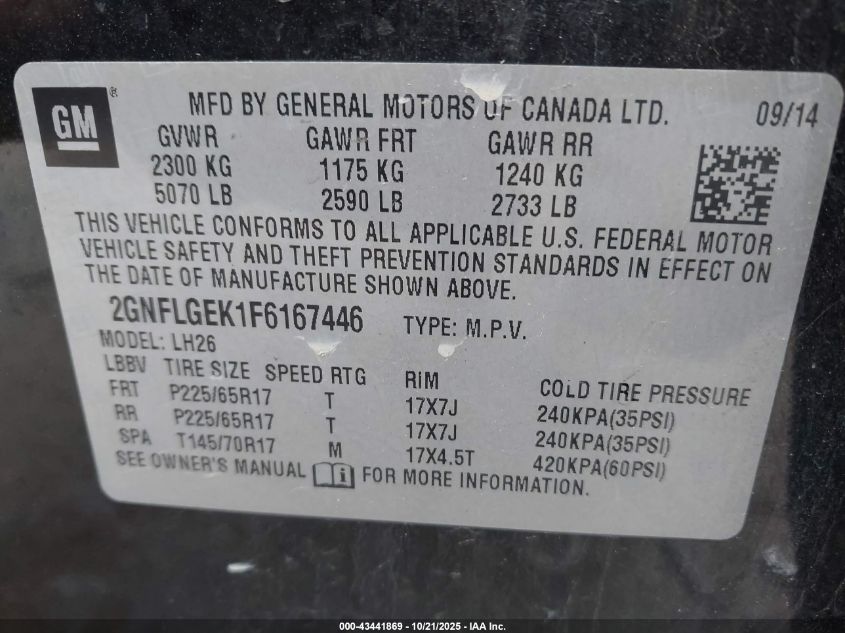 GM®
MFD BY GENERAL MOTORS OF CANADA LTD. 09/14
GVWR GAWR FRT GAWR RR
2300 KG 1175 KG 1240 KG
5070 LB 2590 LB 2733 LB
THIS VEHICLE CONFORMS TO ALL APPLICABLE U.S. FEDERAL MOTOR
VEHICLE SAFETY AND THEFT PREVENTION STANDARDS IN EFFECT ON
THE DATE OF MANUFACTURE SHOWN ABOVE.
2GNFLGEK1F6167446 TYPE: M.P.V.
MODEL: LH26
LBBV TIRE SIZE SPEED RTG RIM COLD TIRE PRESSURE
FRT P225/65R17 T 17X7J 240KPA(35PSI)
RR P225/65R17 T 17X7J 240KPA(35PSI)
SPA T145/70R17 M 17X4.5T 420KPA(60PSI)
SEE OWNER'S MANUAL FOR MORE INFORMATION.
000-43441869 - 10/21/2025 - IAA Inc.